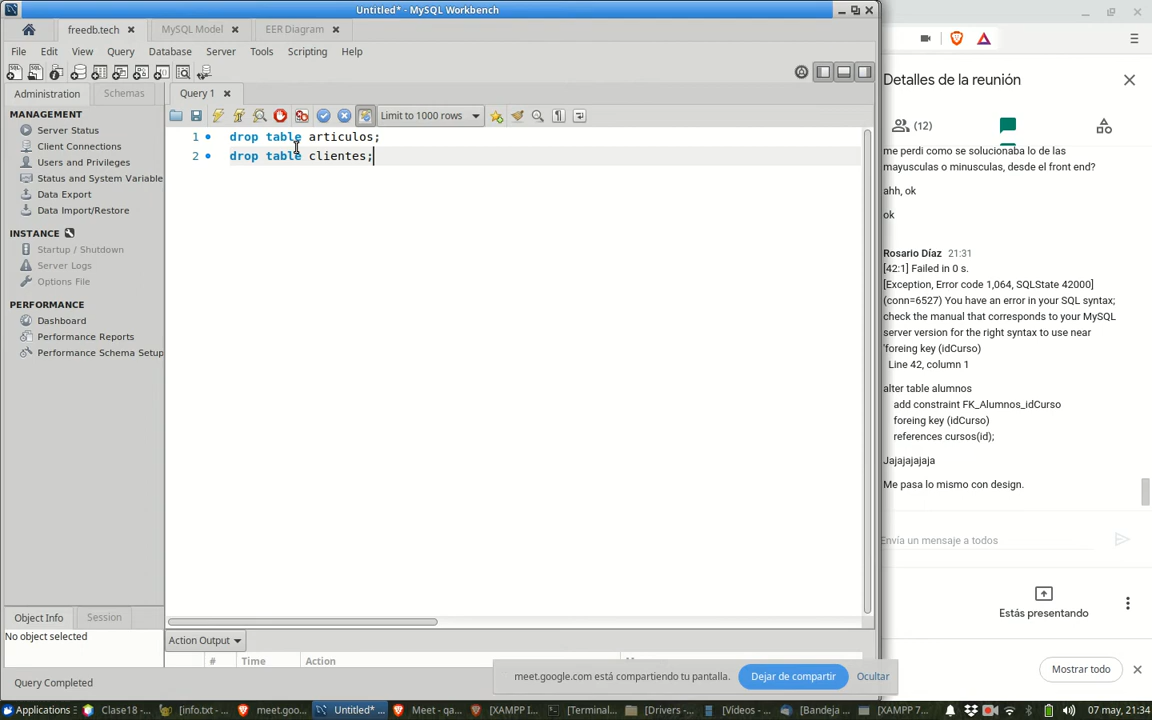 Untitled* - MySQL Workbench
freedb.tech
MySQL Model
EER Diagram
File Edit View Query Database Server Tools Scripting Help
Administration
Schemas
Query 1
MANAGEMENT
Server Status
Client Connections
Users and Privileges
Status and System Variable
Data Export
Data Import/Restore
INSTANCE
Startup / Shutdown
Server Logs
Options File
PERFORMANCE
Dashboard
Performance Reports
Performance Schema Setup
Object Info
Session
No object selected
Query Completed
Limit to 1000 rows
1 drop table articulos;
2 drop table clientes;
Action Output
# Time Action
meet.google.com está compartiendo tu pantalla.
Dejar de compartir
Ocultar
Detalles de la reunión
(12)
me perdi como se solucionaba lo de las
mayusculas o minusculas, desde el front end?
ahh, ok
ok
Rosario Díaz 21:31
[42:1] Failed in 0 s.
[Exception, Error code 1,064, SQLState 42000]
(conn=6527) You have an error in your SQL syntax;
check the manual that corresponds to your MySQL
server version for the right syntax to use near
'foreing key (idCurso)
Line 42, column 1
alter table alumnos
add constraint FK_Alumnos_idCurso
foreing key (idCurso)
references cursos(id);
Jajajajajaja
Me pasa lo mismo con design.
Envía un mensaje a todos
Estás presentando
Mostrar todo
Applications
Clase18 -...
[info.txt - ...
meet.goo...
Untitled* ...
Meet - qa...
[XAMPP I...
[Terminal...
[Drivers - ...
[Vídeos - ...
[Bandeja ...
[XAMPP 7...
07 may, 21:34